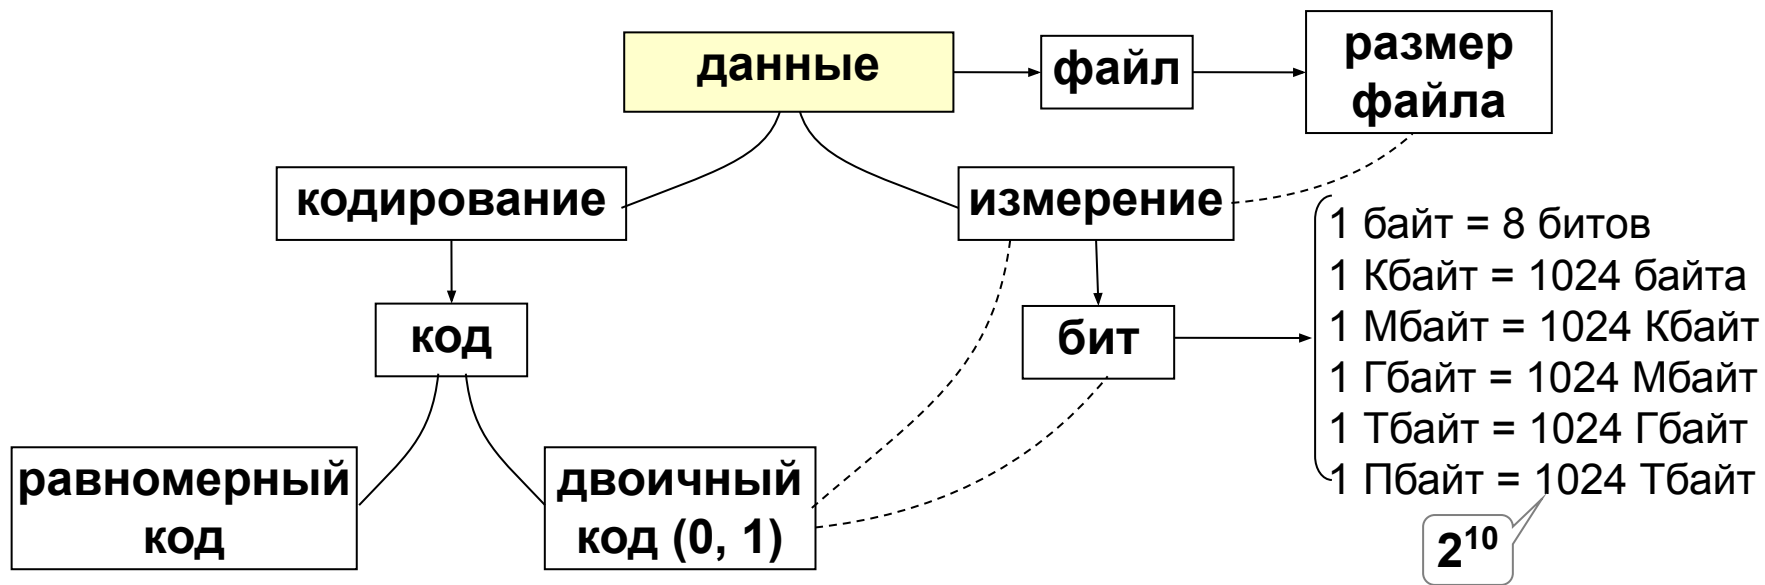 данные
файл
размер
файла
кодирование
измерение
код
бит
1 байт = 8 битов
1 Кбайт = 1024 байта
1 Мбайт = 1024 Кбайт
1 Гбайт = 1024 Мбайт
1 Тбайт = 1024 Гбайт
1 Пбайт = 1024 Тбайт
равномерный
код
двоичный
код (0, 1)
2¹⁰